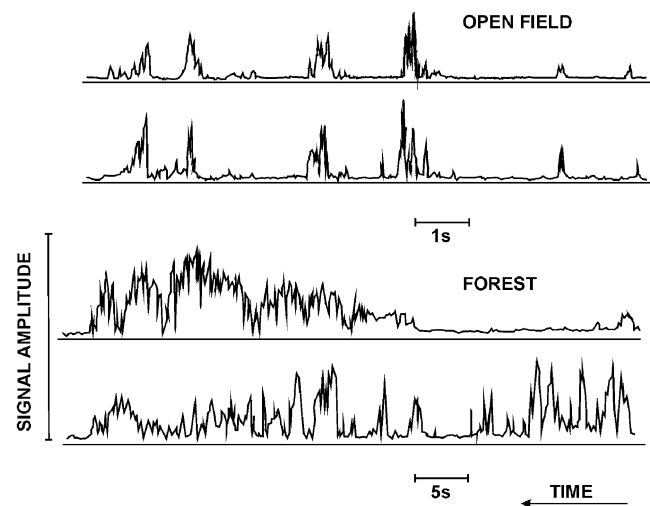 OPEN FIELD
1s
SIGNAL AMPLITUDE
FOREST
5s
TIME